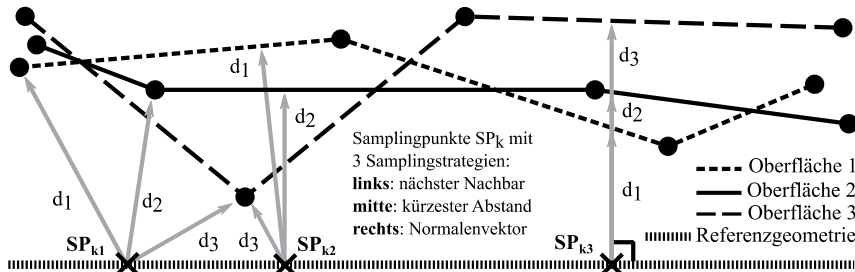 d1
d2
d3
d1
d2
d3
d3
d2
d1
Samplingpunkte SPk mit
3 Samplingstrategien:
links: nächster Nachbar
mitte: kürzester Abstand
rechts: Normalenvektor
Oberfläche 1
Oberfläche 2
Oberfläche 3
Referenzgeometrie
SPk1
SPk2
SPk3